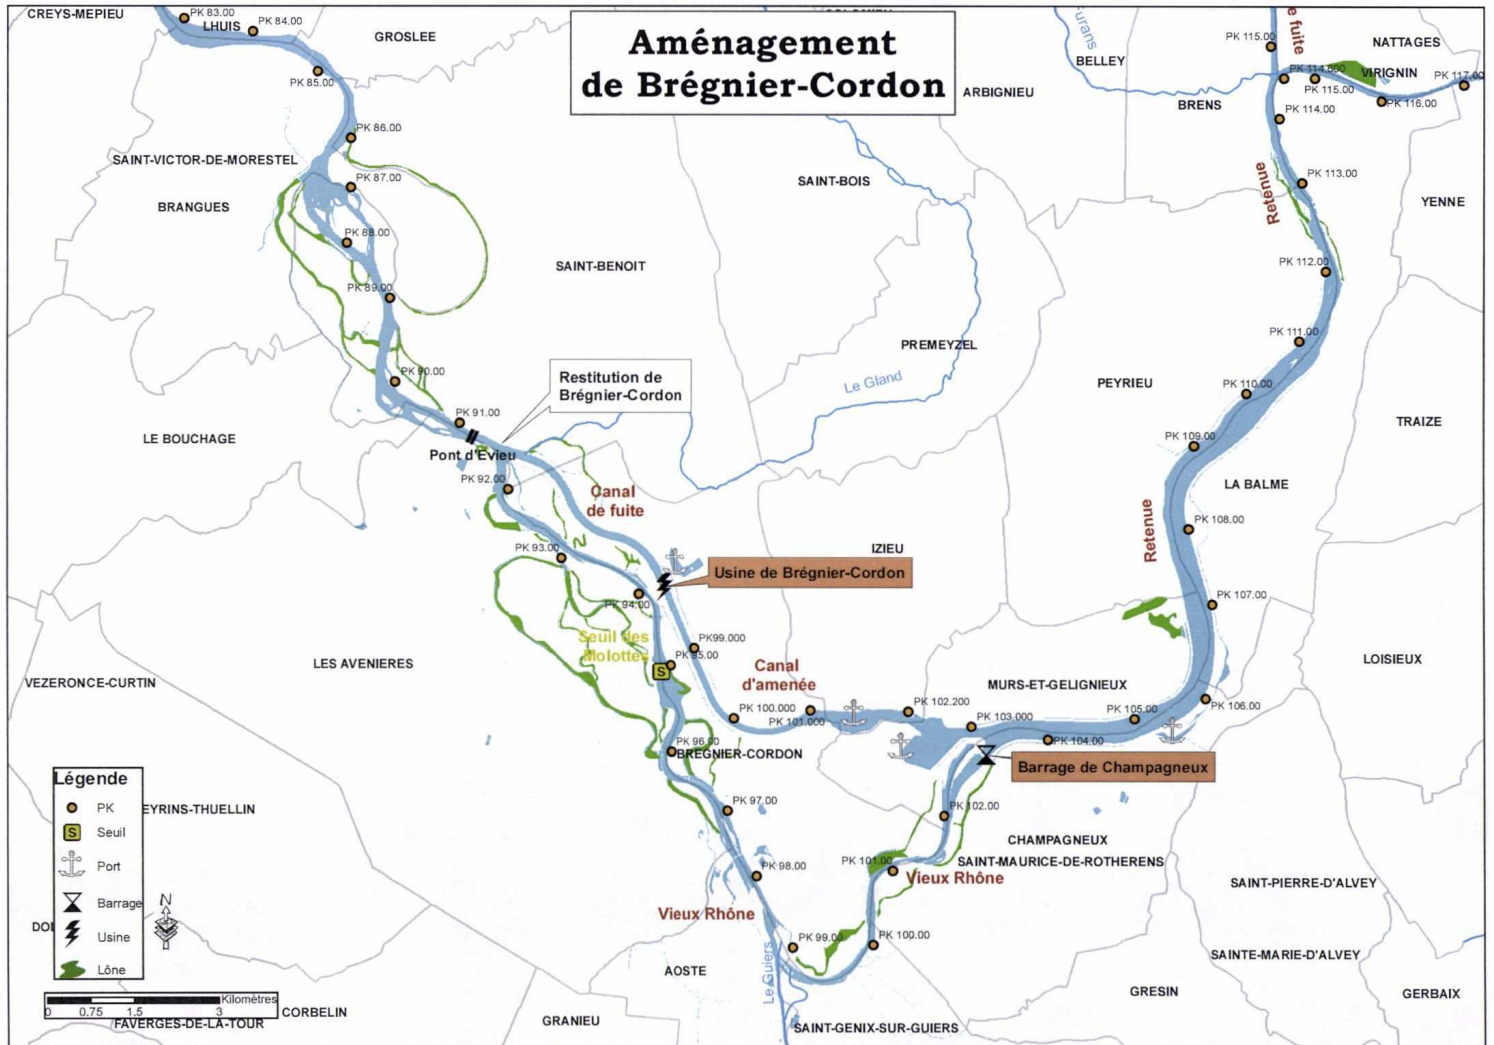 Aménagement
de Brégnier-Cordon
CREYS-MEPIEU
PK 83.00
LHUIS
PK 84.00
GROSLEE
PK 85.00
PK 86.00
SAINT-VICTOR-DE-MORESTEL
PK 87.00
BRANGUES
PK 88.00
SAINT-BENOIT
PK 89.00
PK 90.00
PK 91.00
LE BOUCHAGE
Pont d'Evieu
PK 92.00
Restitution de
Brégnier-Cordon
Furans
BELLEY
ARBIGNIEU
BRENS
SAINT-BOIS
PREMEYZEL
Le Gland
PEYRIEU
e fuite
PK 115.00
NATTAGES
PK 114.600
VIRIGNIN
PK 117.00
PK 115.00
PK 116.00
PK 114.00
Retenue
PK 113.00
YENNE
PK 112.00
PK 111.00
PK 110.00
TRAIZE
PK 109.00
LA BALME
Retenue
PK 108.00
PK 107.00
LOISIEUX
PK 106.00
PK 105.00
PK 104.00
MURS-ET-GELIGNIEUX
PK 103.000
PK 102.200
Canal
de fuite
IZIEU
Usine de Brégnier-Cordon
PK 93.00
PK 94.00
Seuil des
Molottes
S
PK 95.00
PK99.000
Canal
d'amenée
PK 100.000
PK 101.000
LES AVENIERES
VEZERONCE-CURTIN
PK 96.00
BREGNIER-CORDON
Barrage de Champagneux
PK 97.00
PK 102.00
CHAMPAGNEUX
SAINT-MAURICE-DE-ROTHERENS
PK 98.00
PK 101.00
Vieux Rhône
Vieux Rhône
PK 99.00
PK 100.00
Le Guiers
AOSTE
GRANIEU
SAINT-GENIX-SUR-GUIERS
SAINT-PIERRE-D'ALVEY
SAINTE-MARIE-D'ALVEY
GRESIN
GERBAIX
EYRINS-THUELLIN
DOL
CORBELIN
FAVERGES-DE-LA-TOUR
Légende
PK
S Seuil
Port
Barrage
Usine
Lône
N
Kilomètres
0 0.75 1.5 3